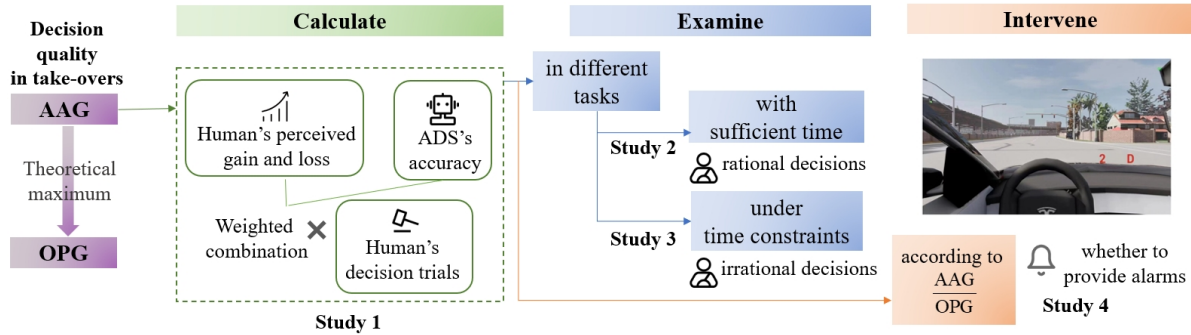 Decision
quality
in take-overs
AAG
Theoretical
maximum
OPG
Calculate
Human's perceived
gain and loss
ADS's
accuracy
Weighted
combination
Human's
decision trials
Study 1
Examine
in different
tasks
with
sufficient time
Study 2
rational decisions
under
time constraints
Study 3
irrational decisions
Intervene
2 D
according to
AAG
OPG
whether to
provide alarms
Study 4